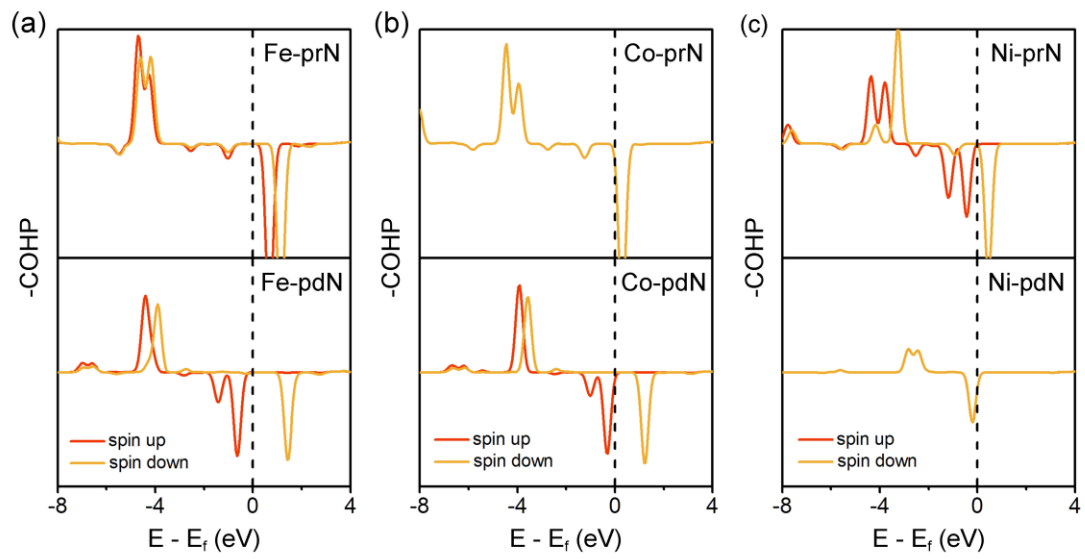 (a)
Fe-prN
-COHP
Fe-pdN
spin up
spin down
-8 -4 0 4
E - Ef (eV)
(b)
Co-prN
-COHP
Co-pdN
spin up
spin down
-8 -4 0 4
E - Ef (eV)
(c)
Ni-prN
-COHP
Ni-pdN
spin up
spin down
-8 -4 0 4
E - Ef (eV)